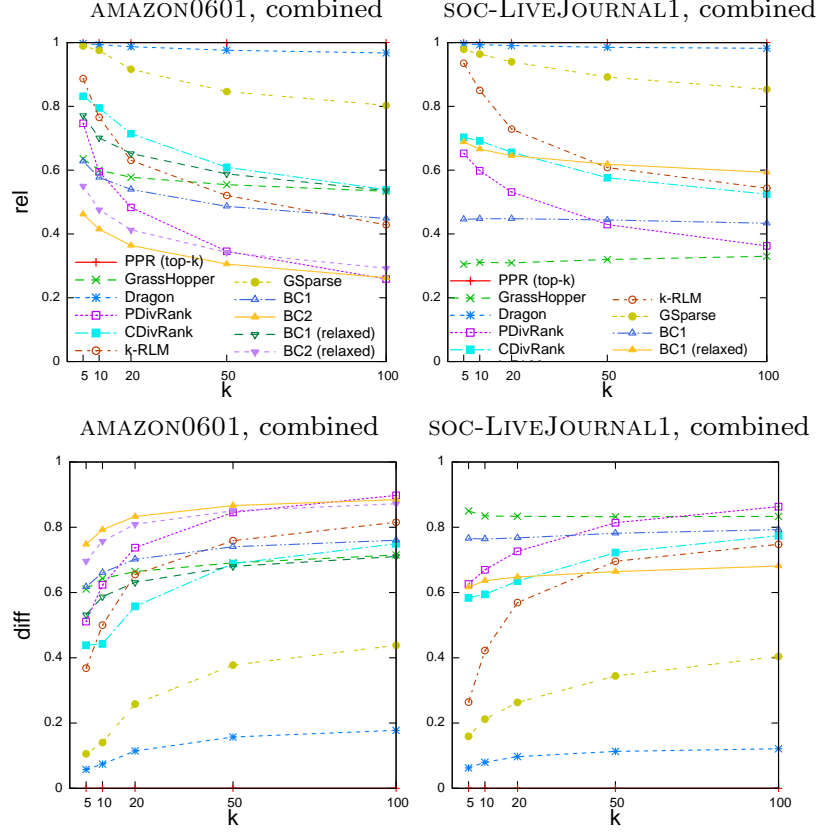 AMAZON0601, combined
SOC-LIVEJOURNAL1, combined
1
0.8
0.6
0.4
0.2
0
rel
PPR (top-k)
GrassHopper
Dragon
PDivRank
CDivRank
k-RLM
GSparse
BC1
BC2
BC1 (relaxed)
BC2 (relaxed)
5 10 20 50 100
k
1
0.8
0.6
0.4
0.2
0
PPR (top-k)
GrassHopper
Dragon
PDivRank
CDivRank
k-RLM
GSparse
BC1
BC1 (relaxed)
5 10 20 50 100
k
AMAZON0601, combined
SOC-LIVEJOURNAL1, combined
1
0.8
0.6
0.4
0.2
0
diff
5 10 20 50 100
k
1
0.8
0.6
0.4
0.2
0
5 10 20 50 100
k